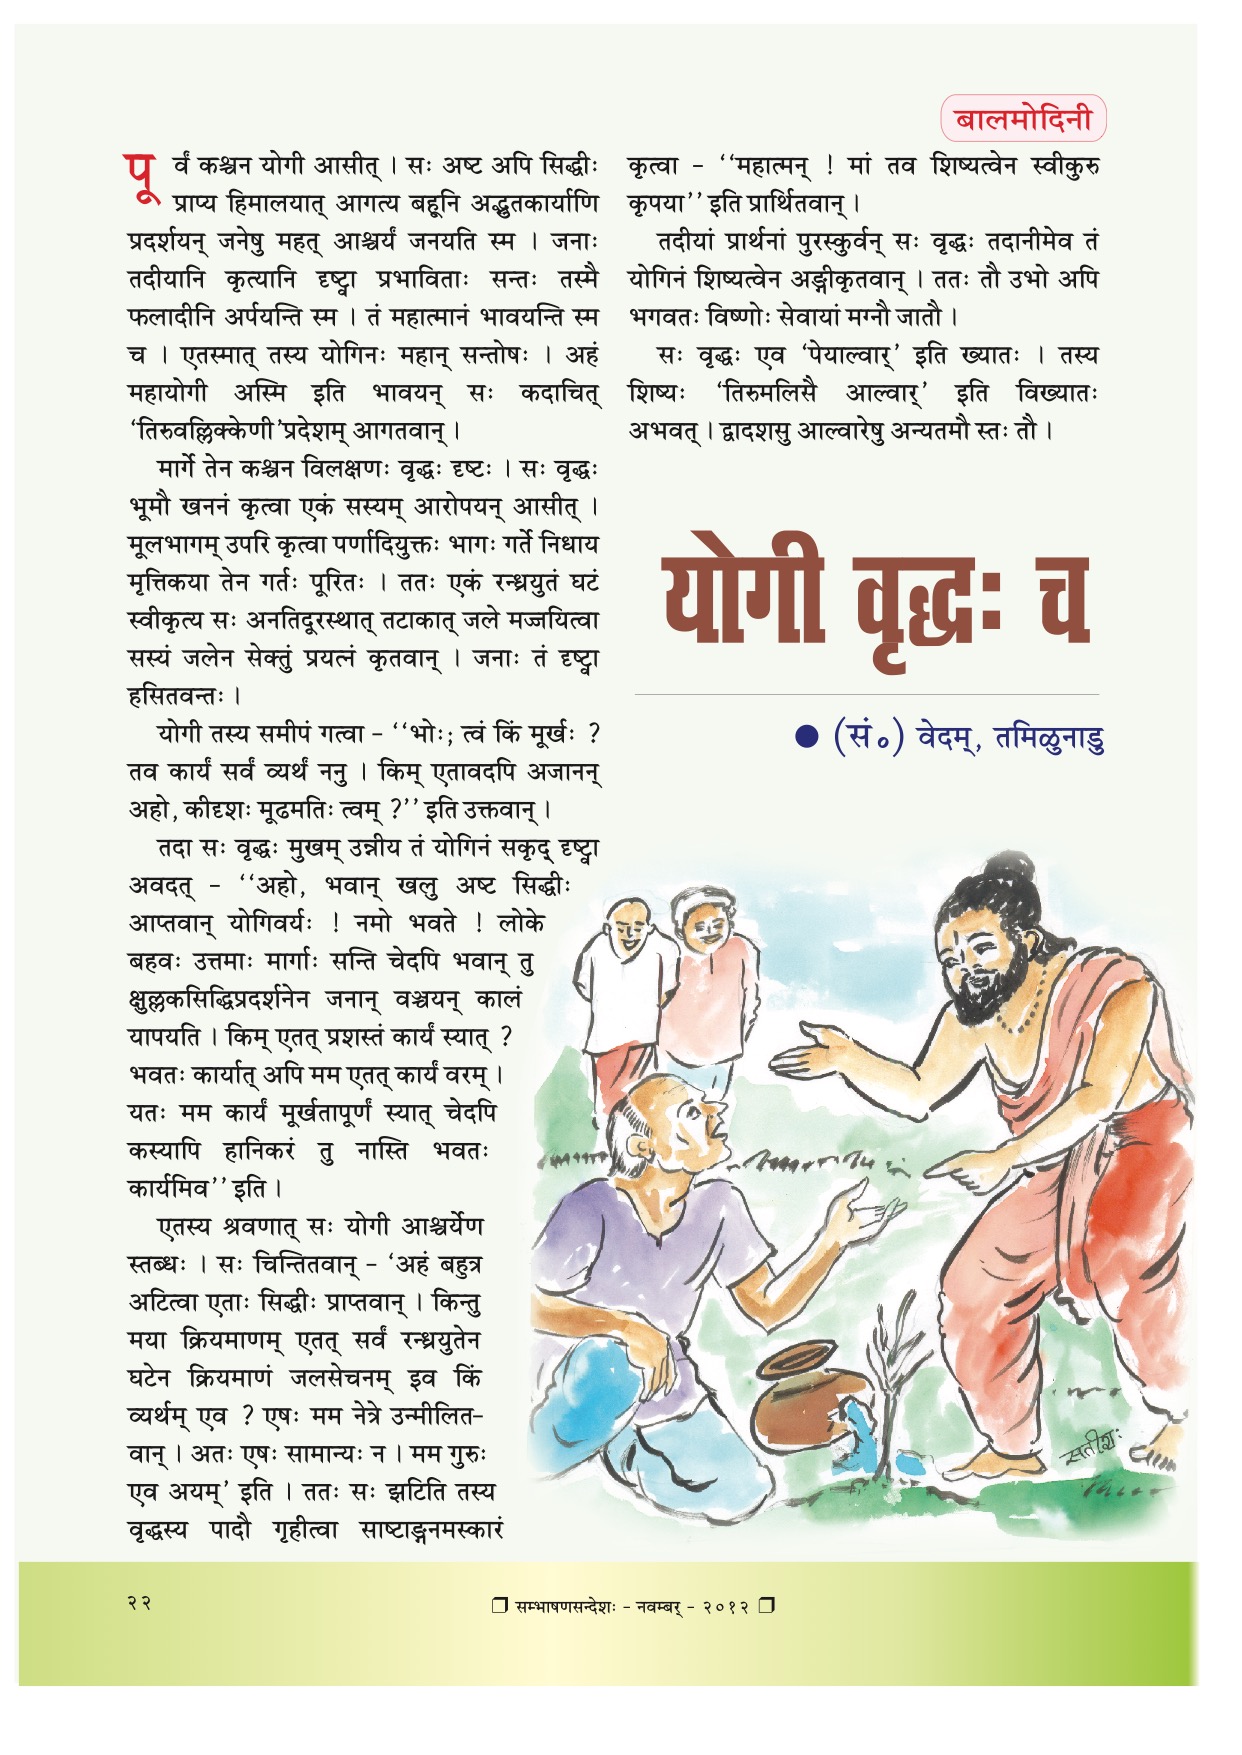 बालमोदिनी
पूर्वं कश्चन योगी आसीत् । सः अष्ट अपि सिद्धीः
प्राप्य हिमालयात् आगत्य बहूनि अद्भुतकार्याणि
प्रदर्शयन् जनेषु महत् आश्चर्यं जनयति स्म । जनाः
तदीयानि कृत्यानि दृष्ट्वा प्रभाविताः सन्तः तस्मै
फलादीनि अर्पयन्ति स्म । तं महात्मानं भावयन्ति स्म
च । एतस्मात् तस्य योगिनः महान् सन्तोषः । अहं
महायोगी अस्मि इति भावयन् सः कदाचित्
‘तिरुवल्लिक्केणी’प्रदेशम् आगतवान् ।
मार्गे तेन कश्चन विलक्षणः वृद्धः दृष्टः । सः वृद्धः
भूमौ खननं कृत्वा एकं सस्यम् आरोपयन् आसीत् ।
मूलभागम् उपरि कृत्वा पर्णादियुक्तः भागः गर्ते निधाय
मृत्तिकया तेन गर्तः पूरितः । ततः एकं रन्ध्रयुतं घटं
स्वीकृत्य सः अनतिदूरस्थात् तटाकात् जले मज्जयित्वा
सस्यं जलेन सेक्तुं प्रयत्नं कृतवान् । जनाः तं दृष्ट्वा
हसितवन्तः ।
योगी तस्य समीपं गत्वा – ‘‘भोः; त्वं किं मूर्खः ?
तव कार्यं सर्वं व्यर्थं ननु । किम् एतावदपि अजानन्
अहो, कीदृशः मूढमतिः त्वम् ?’’ इति उक्तवान् ।
तदा सः वृद्धः मुखम् उन्नीय तं योगिनं सकृद् दृष्ट्वा
अवदत् – ‘‘अहो, भवान् खलु अष्ट सिद्धीः
आप्तवान् योगिवर्यः ! नमो भवते ! लोके
बहवः उत्तमाः मार्गाः सन्ति चेदपि भवान् तु
क्षुल्लकसिद्धिप्रदर्शनेन जनान् वञ्चयन् कालं
यापयति । किम् एतत् प्रशस्तं कार्यं स्यात् ?
भवतः कार्यात् अपि मम एतत् कार्यं वरम् ।
यतः मम कार्यं मूर्खतापूर्णं स्यात् चेदपि
कस्यापि हानिकरं तु नास्ति भवतः
कार्यमिव’’ इति ।
एतस्य श्रवणात् सः योगी आश्चर्येण
स्तब्धः । सः चिन्तितवान् – ‘अहं बहुत्र
अटित्वा एताः सिद्धीः प्राप्तवान् । किन्तु
मया क्रियमाणम् एतत् सर्वं रन्ध्रयुतेन
घटेन क्रियमाणं जलसेचनम् इव किं
व्यर्थम् एव ? एषः मम नेत्रे उन्मीलित–
वान् । अतः एषः सामान्यः न । मम गुरुः
एव अयम्’ इति । ततः सः झटिति तस्य
वृद्धस्य पादौ गृहीत्वा साष्टाङ्गनमस्कारं
कृत्वा – ‘‘महात्मन् ! मां तव शिष्यत्वेन स्वीकुरु
कृपया’’ इति प्रार्थितवान् ।
तदीयां प्रार्थनां पुरस्कुर्वन् सः वृद्धः तदानीमेव तं
योगिनं शिष्यत्वेन अङ्गीकृतवान् । ततः तौ उभो अपि
भगवतः विष्णोः सेवायां मग्नौ जातौ ।
सः वृद्धः एव ‘पेयाल्वार्’ इति ख्यातः । तस्य
शिष्यः ‘तिरुमलिसै आल्वार्’ इति विख्यातः
अभवत् । द्वादशसु आल्वारेषु अन्यतमौ स्तः तौ ।
योगी वृद्धः च
● (सं॰) वेदम्, तमिळुनाडु
सतीशः
२२
❐ सम्भाषणसन्देशः – नवम्बर् – २०१२ ❐